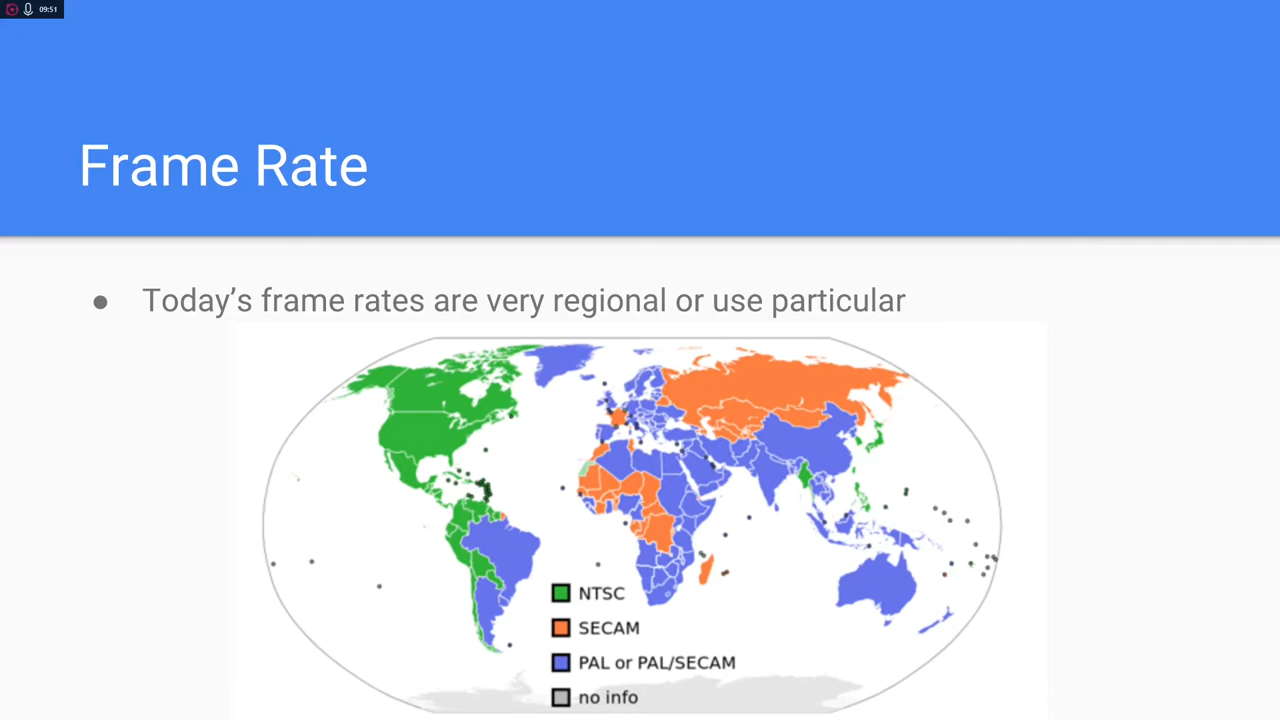 09:51
Frame Rate
● Today’s frame rates are very regional or use particular
NTSC
SECAM
PAL or PAL/SECAM
no info